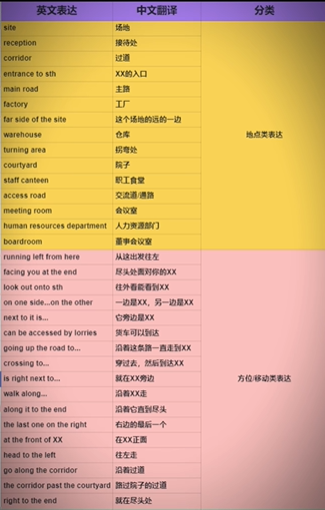 英文表达 中文翻译 分类
site 场地
reception 接待处
corridor 过道
entrance to sth XX的入口
main road 主路
factory 工厂
far side of the site 这个场地的远的一边
warehouse 仓库
turning area 拐弯处
courtyard 院子
staff canteen 职工食堂
access road 交流道/通路
meeting room 会议室
human resources department 人力资源部门
boardroom 董事会议室
地点类表达
running left from here 从这出发往左
facing you at the end 尽头处面对你的XX
look out onto sth 往外看能看到XX
on one side...on the other 一边是XX，另一边是XX
next to it is... 它旁边是XX
can be accessed by lorries 货车可以到达
going up the road to... 沿着这条路一直走到XX
crossing to... 穿过去，然后到达XX
is right next to... 就在XX旁边
walk along... 沿着XX走
along it to the end 沿着它直到尽头
the last one on the right 右边的最后一个
at the front of XX 在XX正面
head to the left 往左走
go along the corridor 沿着过道
the corridor past the courtyard 路过院子的过道
right to the end 就在尽头处
方位/移动类表达